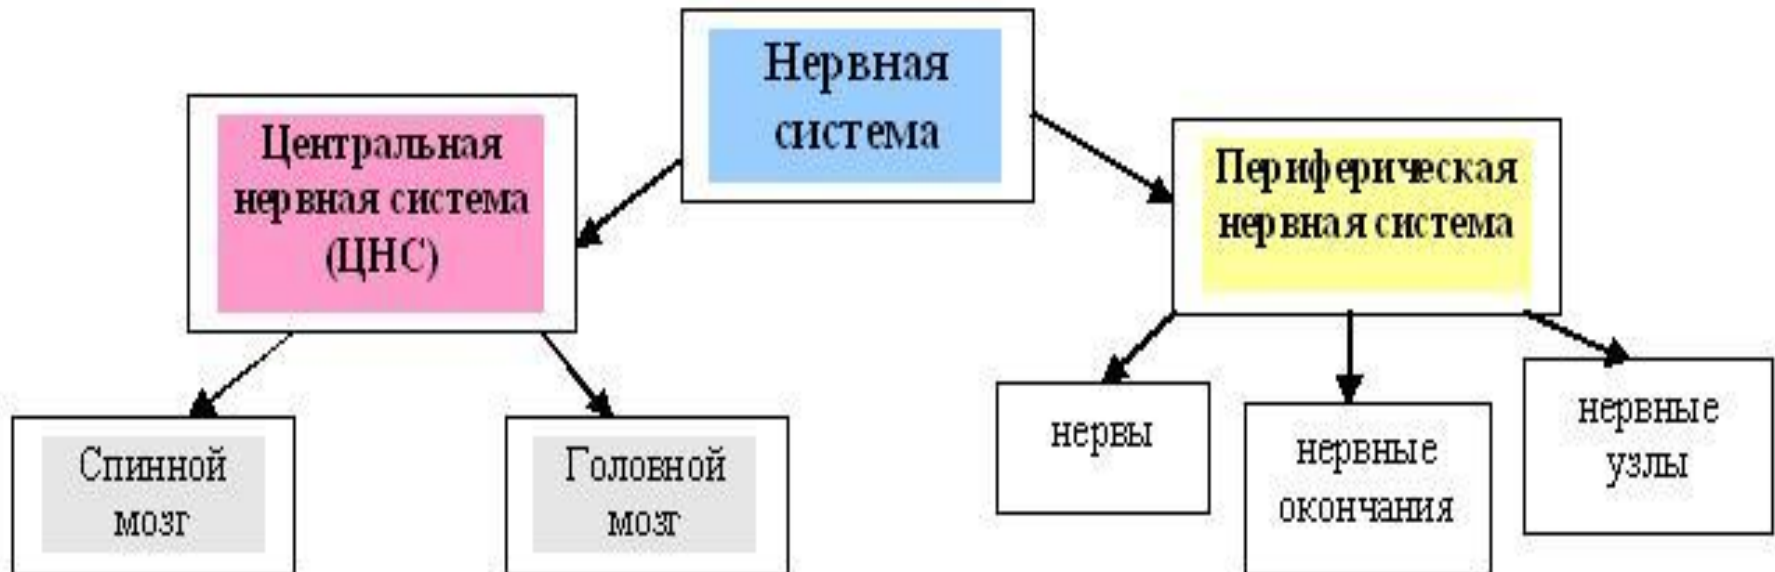 Нервная
система
Центральная
нервная система
(ЦНС)
Периферическая
нервная система
Спинной
мозг
Головной
мозг
нервы
нервные
окончания
нервные
узлы